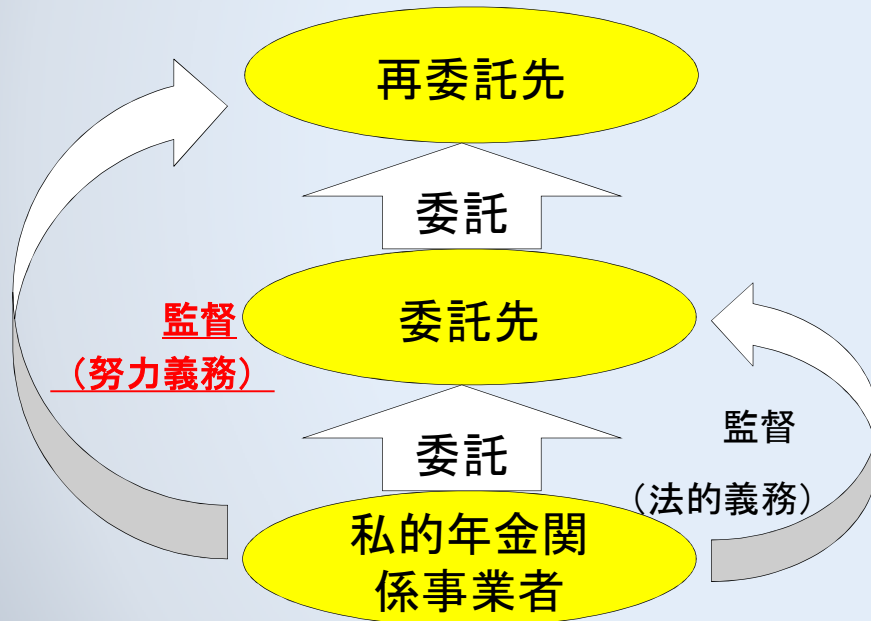 再委託先
委託
委託先
監督
（努力義務）
監督
（法的義務）
委託
私的年金関
係事業者